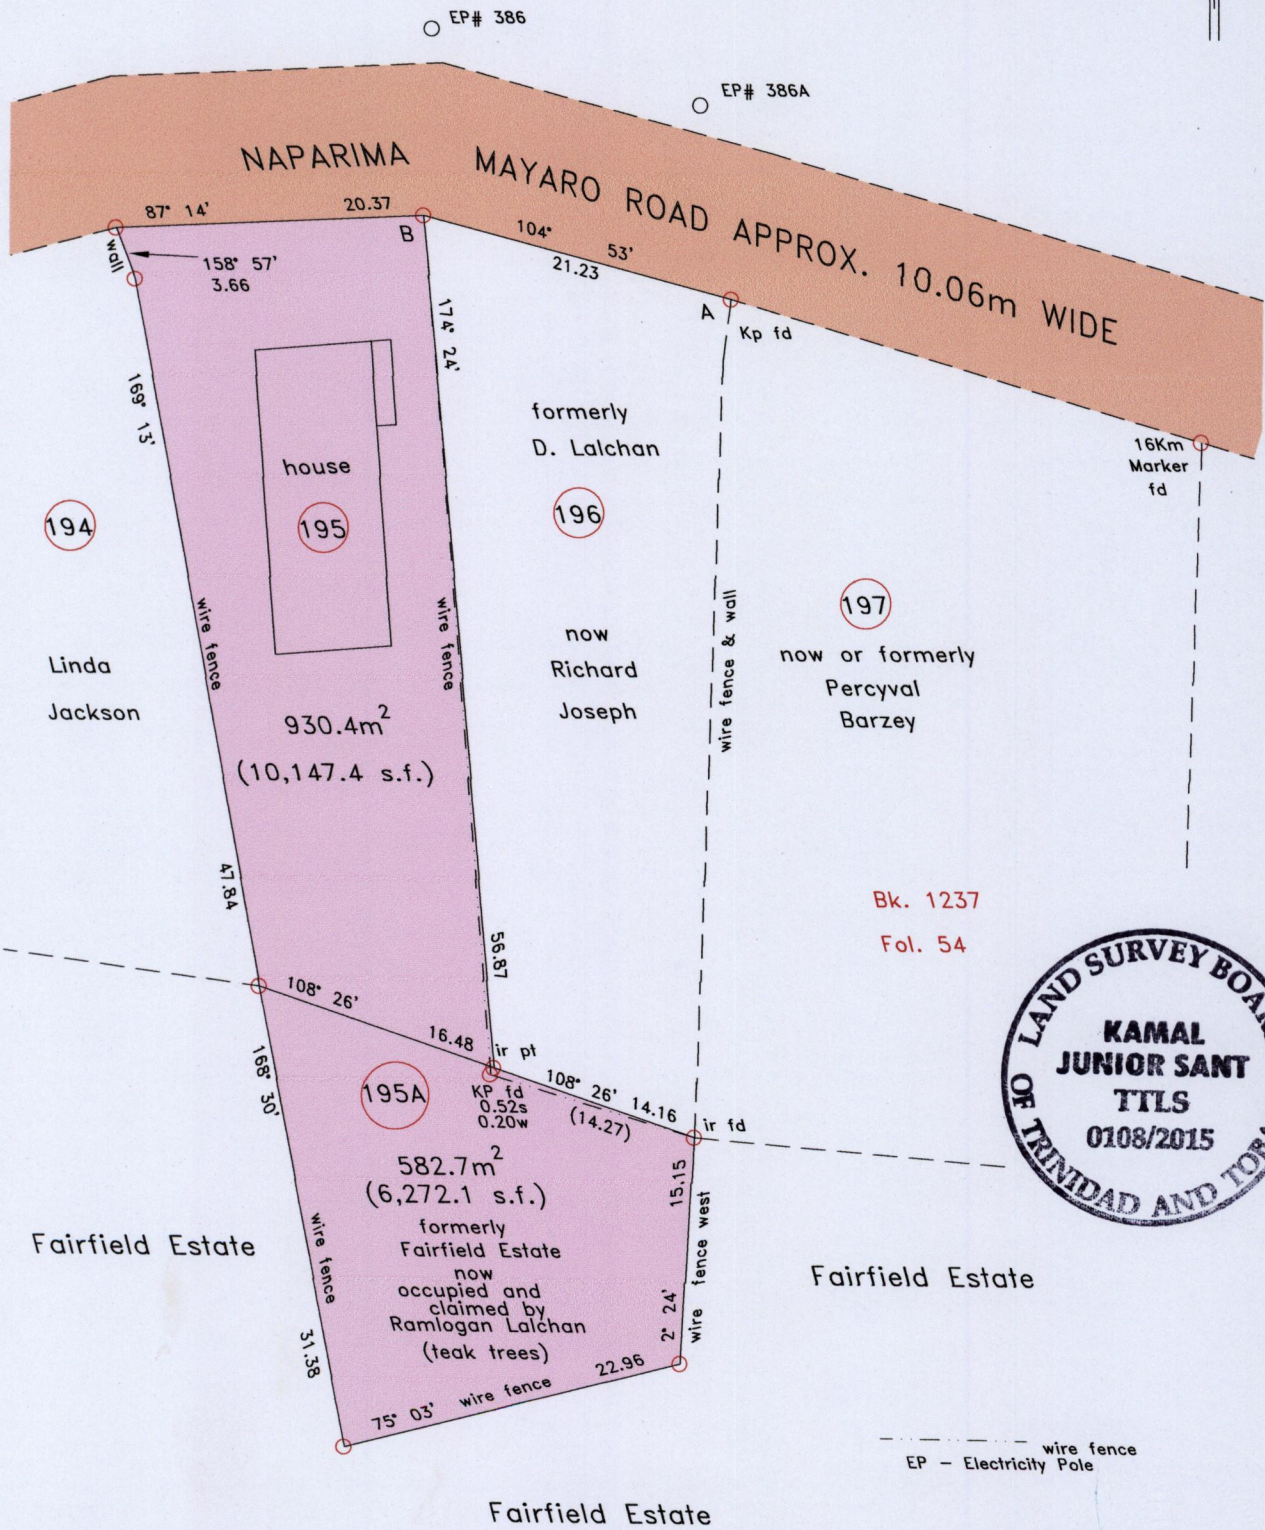 EP# 386
EP# 386A
NAPARIMA MAYARO ROAD APPROX. 10.06m WIDE
87° 14' 20.37
B
104° 53'
21.23
wall
158° 57'
3.66
A
Kp fd
174° 24'
169° 13'
formerly
D. Lalchan
16Km
Marker
fd
house
194
195
196
197
wire fence
wire fence
wire fence & wall
now
Richard
Joseph
now or formerly
Percyval
Barzey
Linda
Jackson
930.4m2
(10,147.4 s.f.)
47.84
56.87
Bk. 1237
Fol. 54
108° 26'
16.48
ir pt
168° 30'
195A
KP fd
0.52s
0.20w
108° 26' 14.16
(14.27)
ir fd
LAND SURVEY BOAR
OF TRINIDAD AND TOBA
KAMAL
JUNIOR SANT
TTLS
0108/2015
582.7m2
(6,272.1 s.f.)
formerly
Fairfield Estate
now
occupied and
claimed by
Ramlogan Lalchan
(teak trees)
15.15
2° 24'
wire fence west
Fairfield Estate
Fairfield Estate
wire fence
31.38
75° 03' wire fence 22.96
wire fence
EP - Electricity Pole
Fairfield Estate